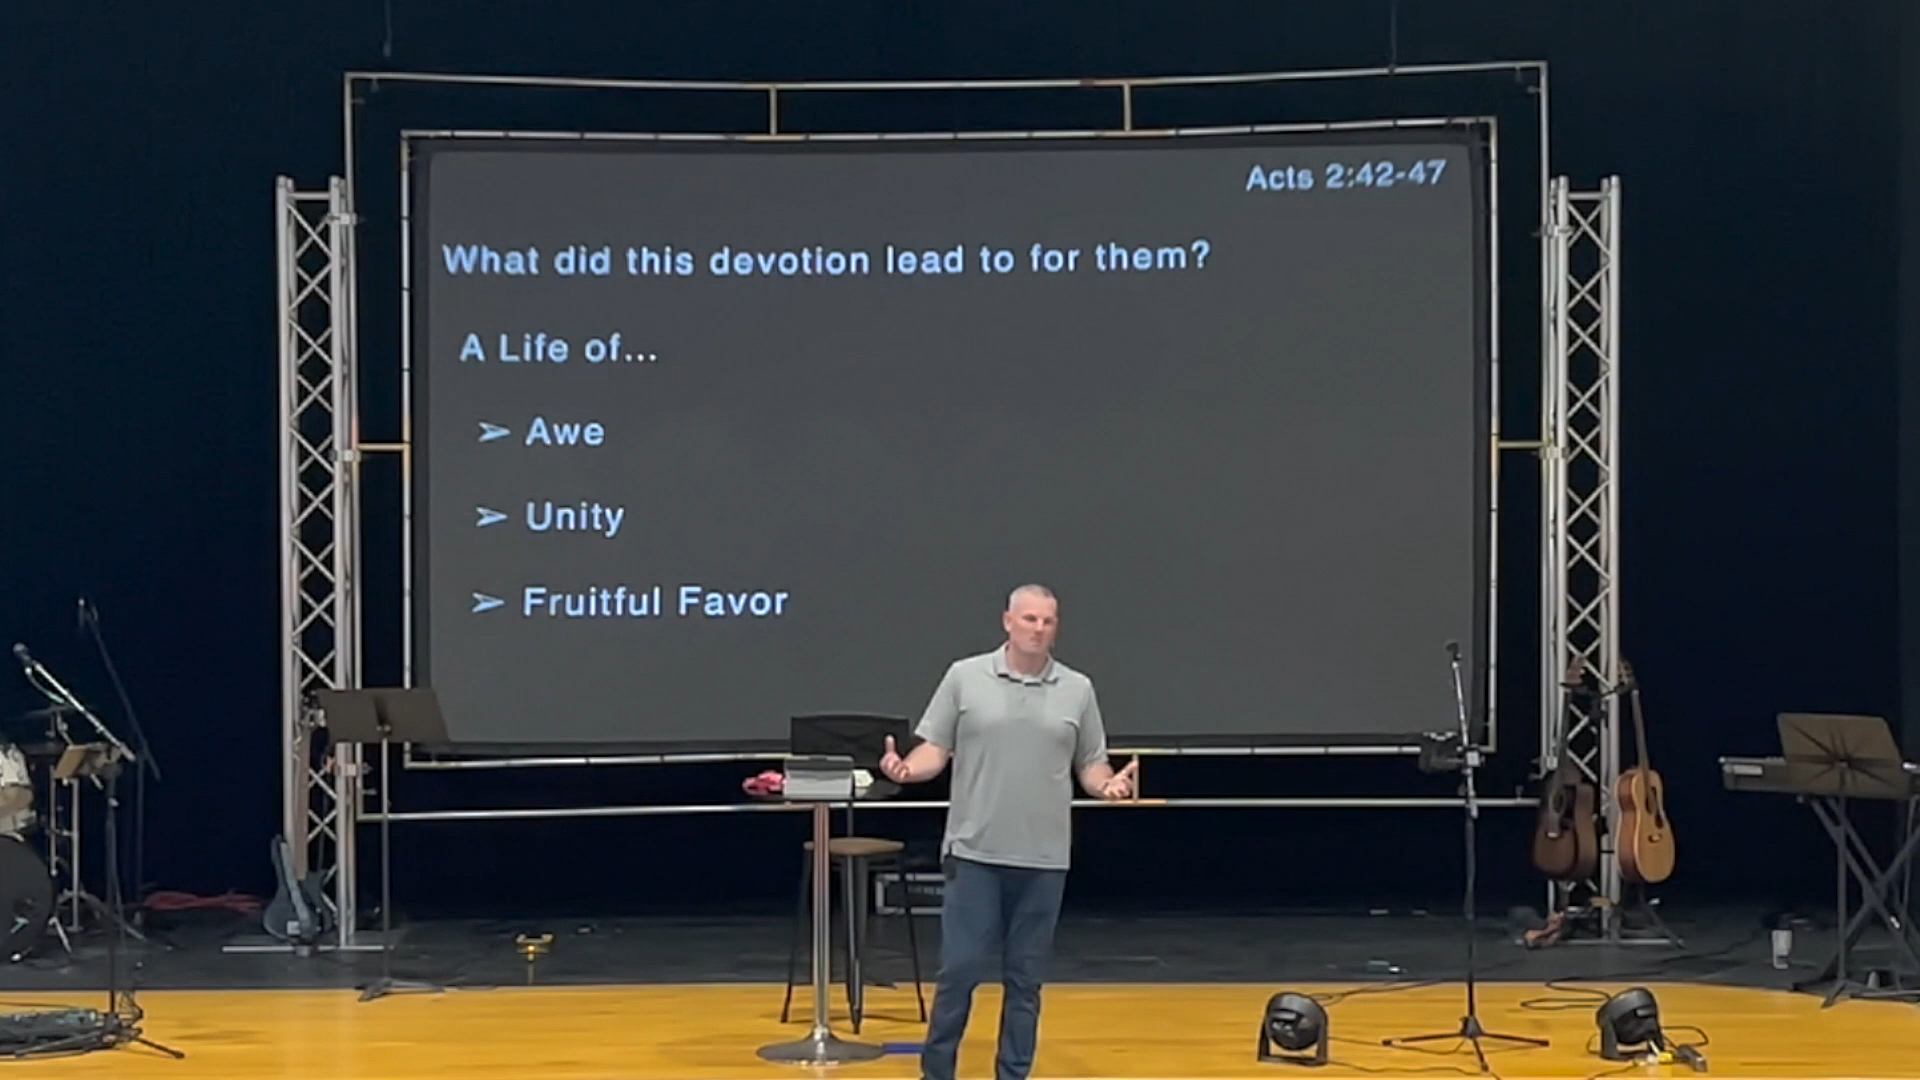 Acts 2:42-47
What did this devotion lead to for them?
A Life of...
➢ Awe
➢ Unity
➢ Fruitful Favor